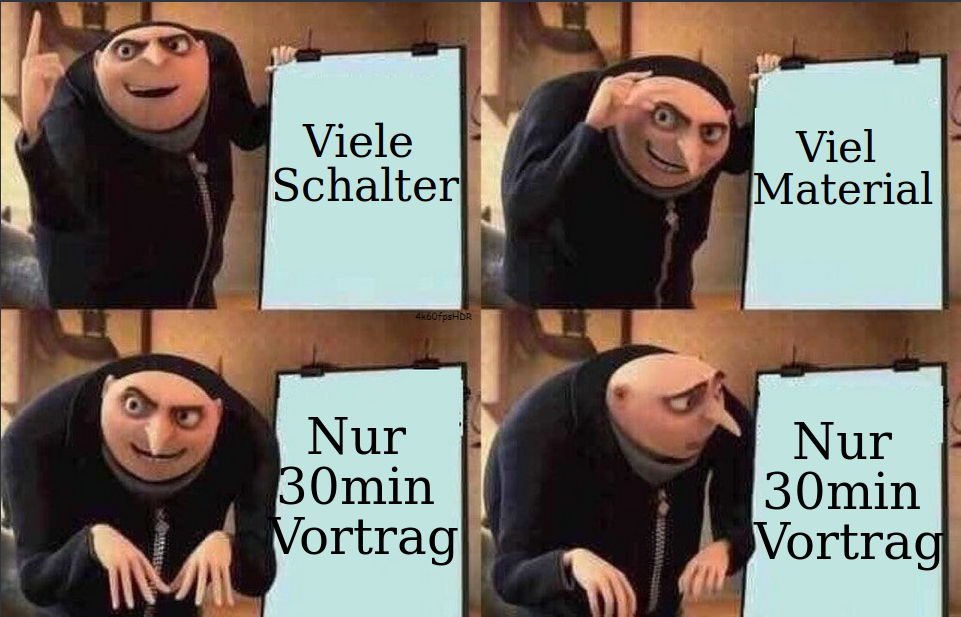 Viele
Schalter
Viel
Material
4k60fpsHDR
Nur
30min
Vortrag
Nur
30min
Vortrag